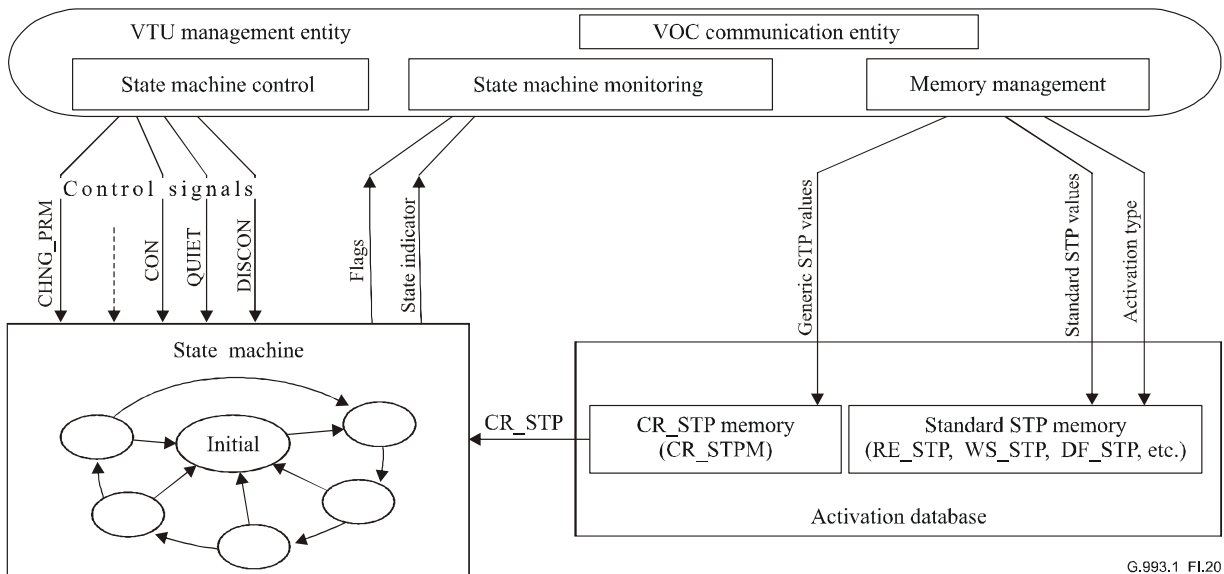 VTU management entity
VOC communication entity
State machine control
State machine monitoring
Memory management
Control signals
CHNG_PRM
CON
QUIET
DISCON
Flags
State indicator
Generic STP values
Standard STP values
Activation type
State machine
Initial
CR_STP
CR_STP memory
(CR_STPM)
Standard STP memory
(RE_STP, WS_STP, DF_STP, etc.)
Activation database
G.993.1_FI.20